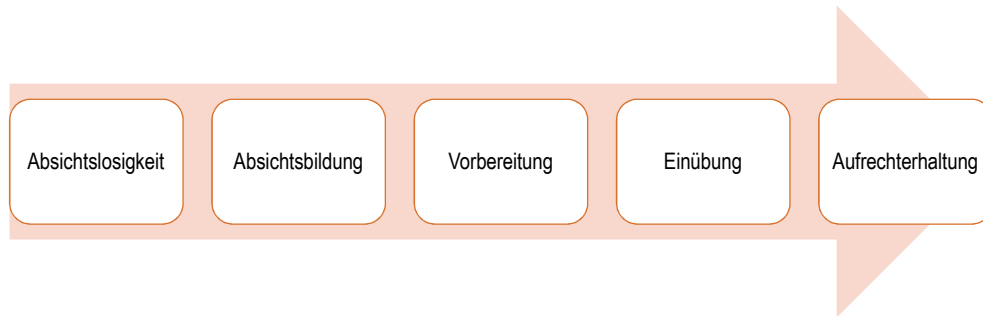 Absichtslosigkeit
Absichtsbildung
Vorbereitung
Einübung
Aufrechterhaltung